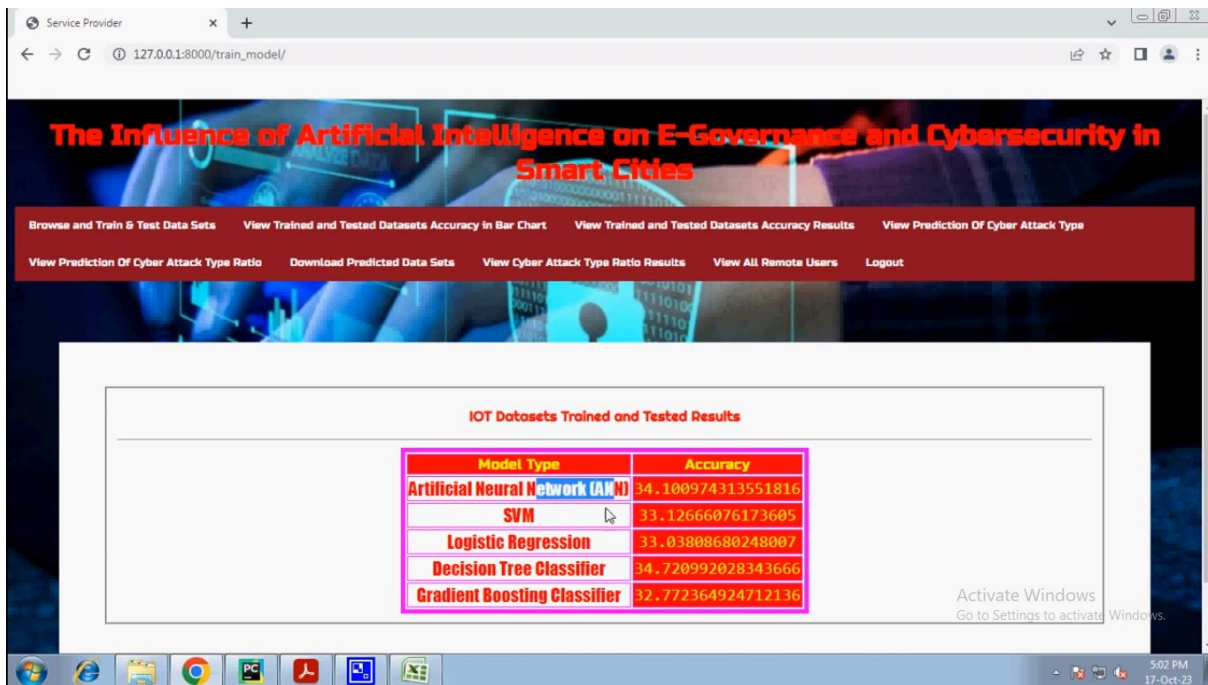 Service Provider
127.0.0.1:8000/train_model/
The Influence of Artificial Intelligence on E-Governance and Cybersecurity in
Smart Cities
Browse and Train & Test Data Sets View Trained and Tested Datasets Accuracy in Bar Chart View Trained and Tested Datasets Accuracy Results View Prediction Of Cyber Attack Type
View Prediction Of Cyber Attack Type Ratio Download Predicted Data Sets View Cyber Attack Type Ratio Results View All Remote Users Logout
IOT Datasets Trained and Tested Results
Model Type Accuracy
Artificial Neural Network (ANN) 34.100974313551816
SVM 33.12666076173605
Logistic Regression 33.03808680248007
Decision Tree Classifier 34.720992028343666
Gradient Boosting Classifier 32.772364924712136
Activate Windows
Go to Settings to activate Windows.
PC
5:02 PM
17-Oct-23